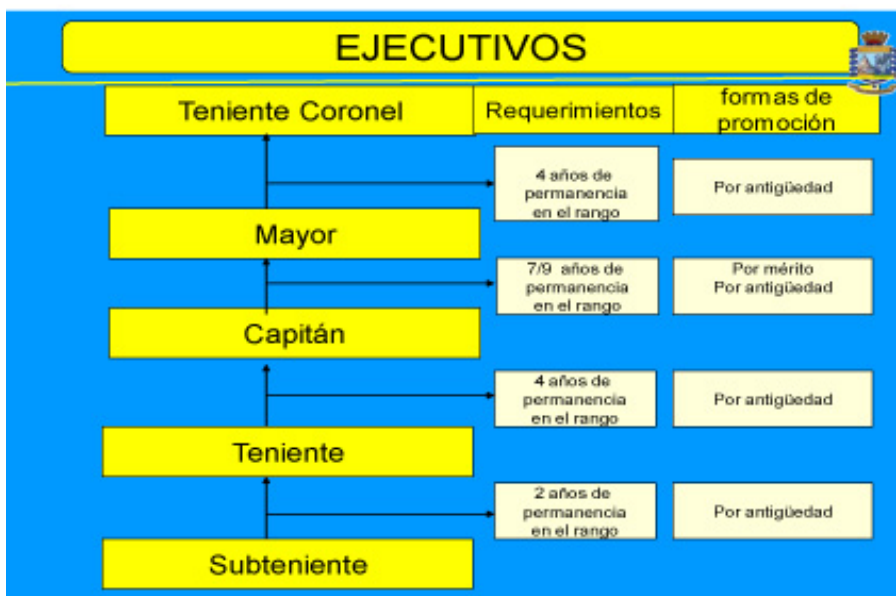 EJECUTIVOS
Teniente Coronel
Requerimientos
formas de
promoción
4 años de
permanencia
en el rango
Por antigüedad
Mayor
7/9 años de
permanencia
en el rango
Por mérito
Por antigüedad
Capitán
4 años de
permanencia
en el rango
Por antigüedad
Teniente
2 años de
permanencia
en el rango
Por antigüedad
Subteniente